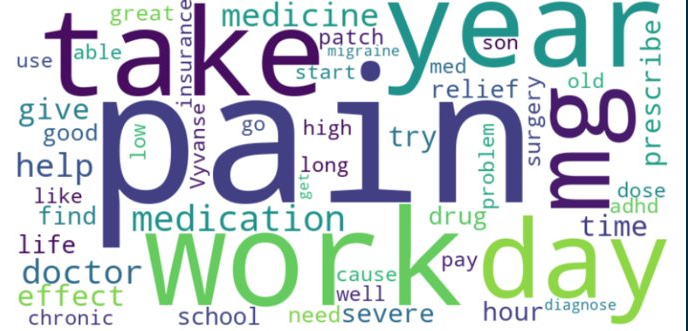 great
take
use
able
insurance
medicine
patch
migraine
start
year
son
med
relief
old
prescribe
give
good
help
low
Vyvanse
pain
go
high
long
get
try
problem
surgery
mg
like
find
life
doctor
effect
chronic
medication
work
school
cause
well
need
severe
drug
pay
day
hour
diagnose
time
dose
adhd